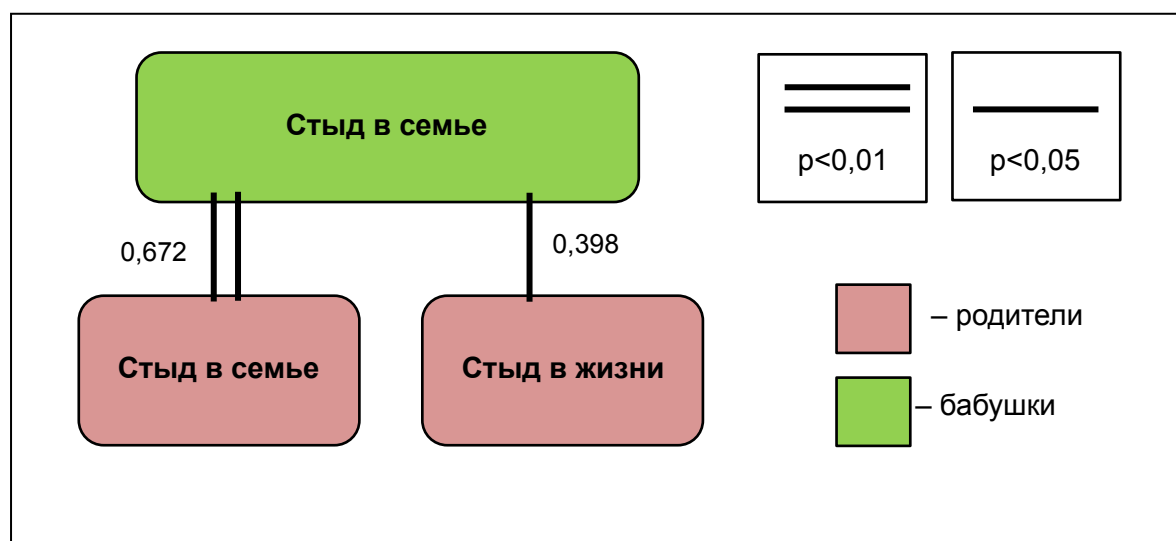 Стыд в семье
p<0,01
p<0,05
0,672
0,398
Стыд в семье
Стыд в жизни
– родители
– бабушки